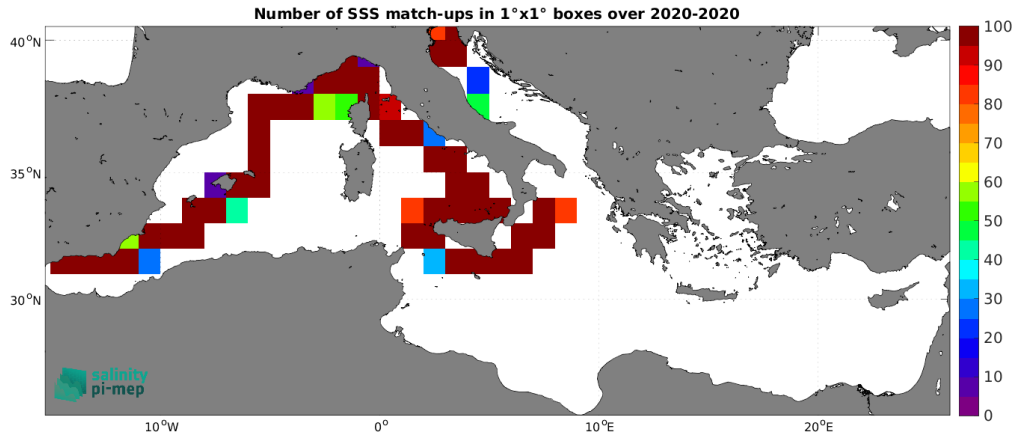 Number of SSS match-ups in 1°x1° boxes over 2020-2020
40°N
35°N
30°N
10°W
0°
10°E
20°E
100
90
80
70
60
50
40
30
20
10
0
salinity
pi-mep